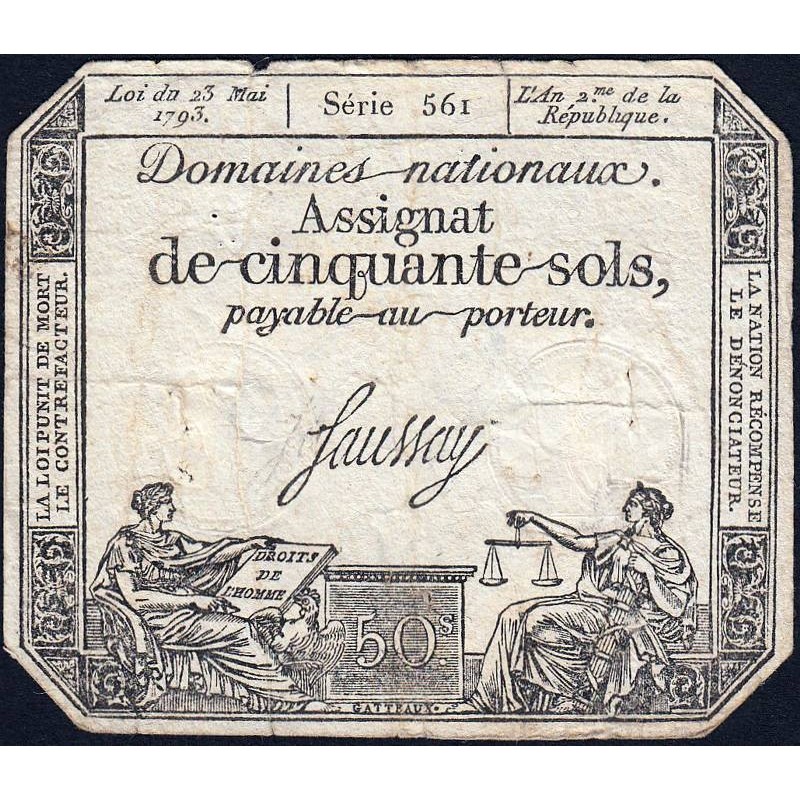 Loi du 23 Mai
1793.
Série 561
L'An 2.me de la
République.
Domaines nationaux.
Assignat
de cinquante sols,
payable au porteur.
Saussay
LA LOI PUNIT DE MORT
LE CONTREFACTEUR.
LA NATION RÉCOMPENSE
LE DÉNONCIATEUR.
DROITS
DE
L'HOMME
50.s
GATTEAUX.